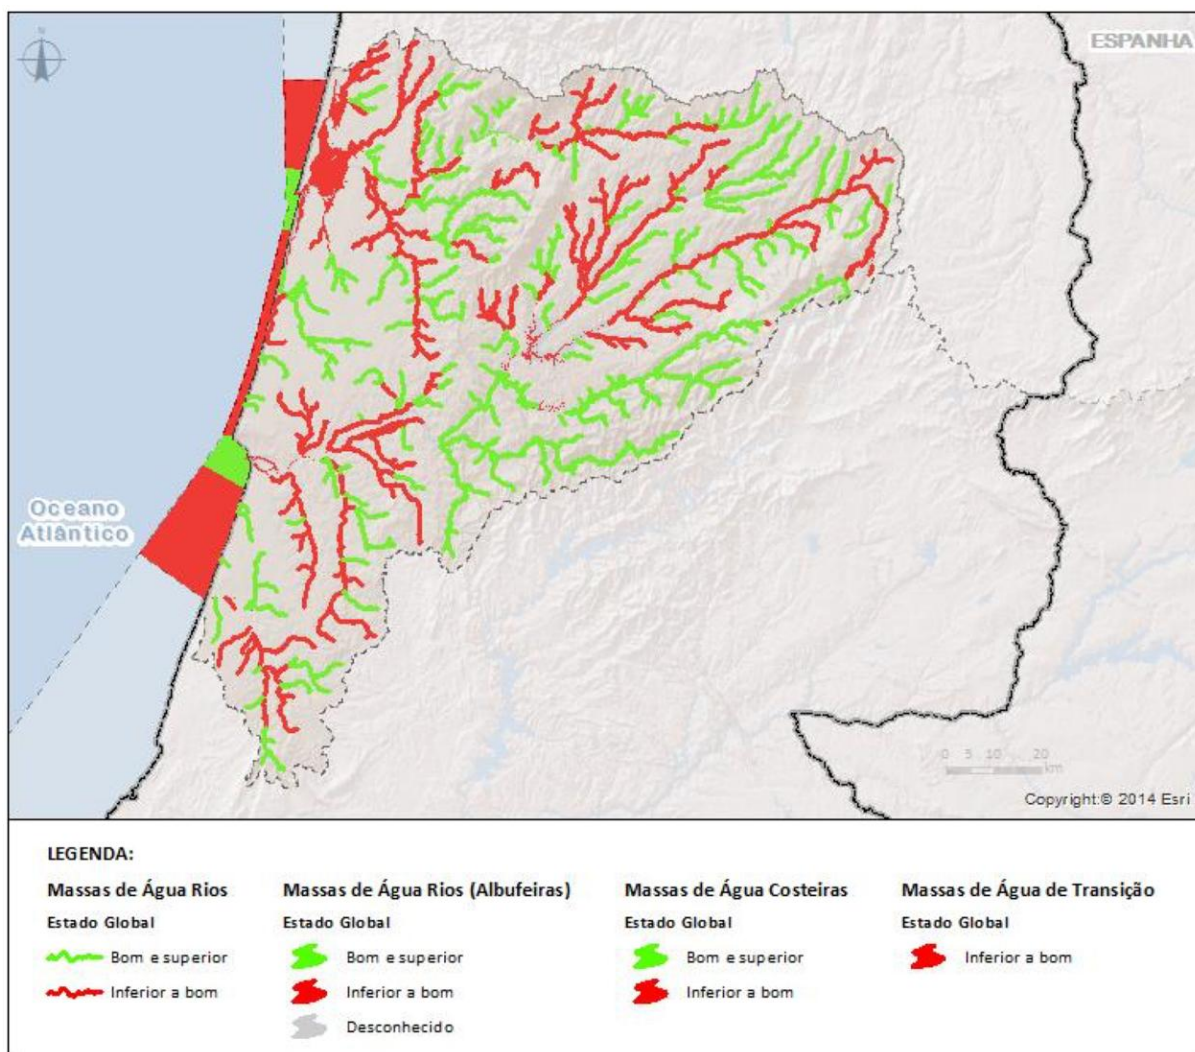 N
ESPANHA
Oceano
Atlântico
0 5 10 20
km
Copyright:© 2014 Esri
LEGENDA:
Massas de Água Rios
Estado Global
Bom e superior
Inferior a bom
Massas de Água Rios (Albufeiras)
Estado Global
Bom e superior
Inferior a bom
Desconhecido
Massas de Água Costeiras
Estado Global
Bom e superior
Inferior a bom
Massas de Água de Transição
Estado Global
Inferior a bom